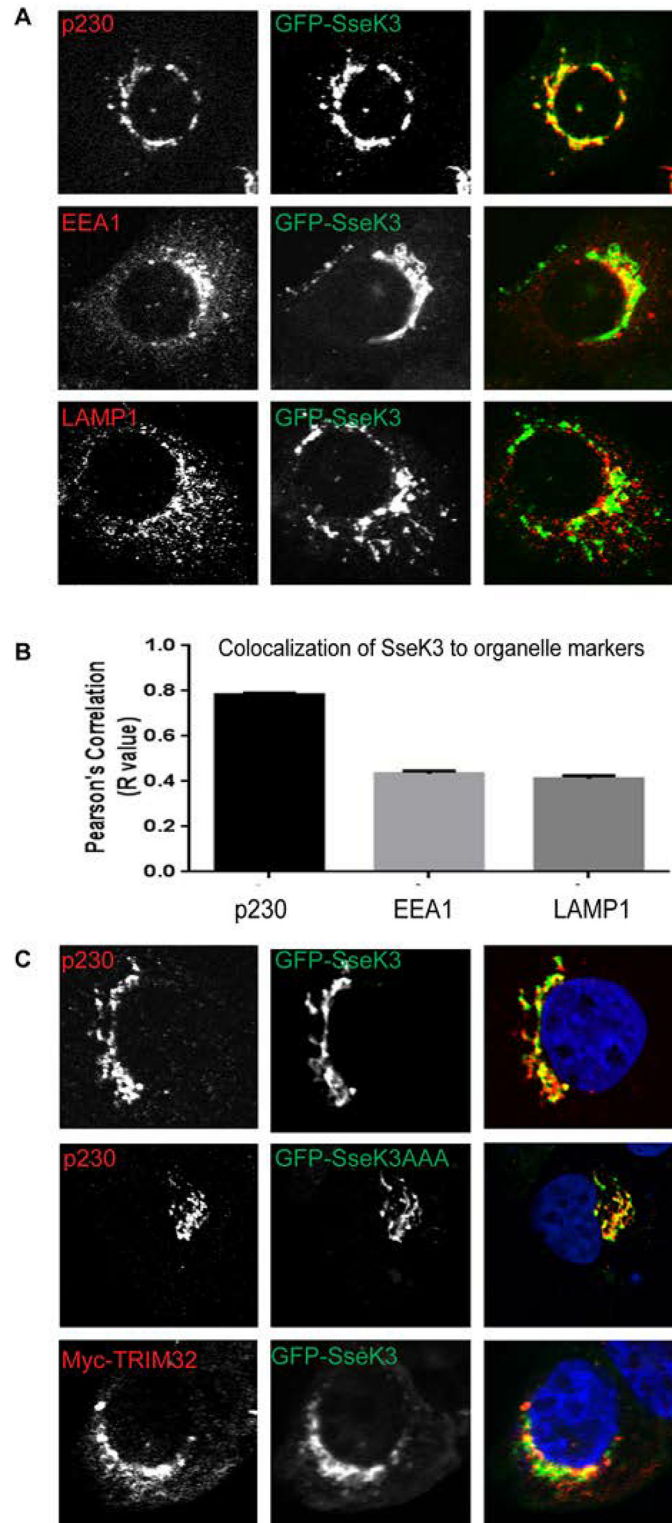 A
p230
GFP-SseK3
EEA1
GFP-SseK3
LAMP1
GFP-SseK3
B
Colocalization of SseK3 to organelle markers
Pearson's Correlation
(R value)
1.0
0.8
0.6
0.4
0.2
0.0
p230
EEA1
LAMP1
C
p230
GFP-SseK3
p230
GFP-SseK3AAA
Myc-TRIM32
GFP-SseK3